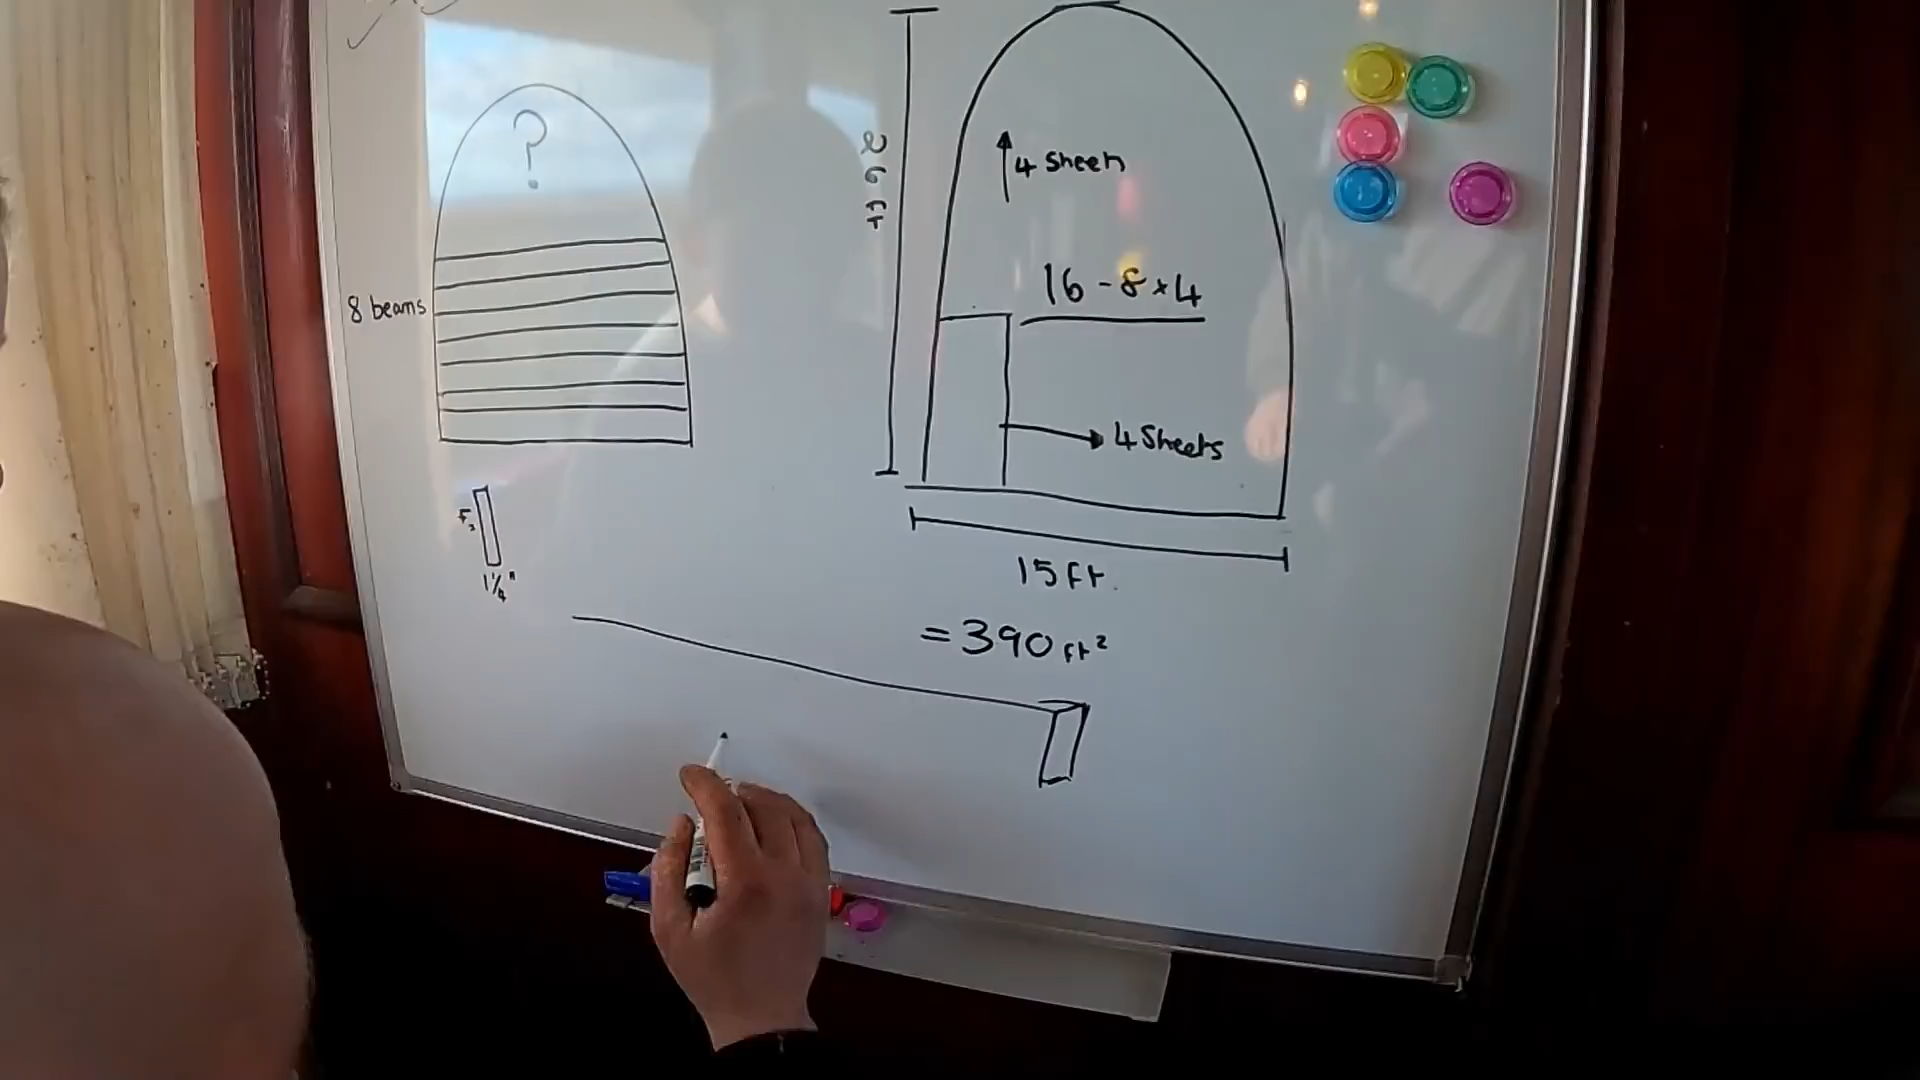 ?
8 beams
1¼"
26 ft
4 Sheets
16 - 8 x 4
4 Sheets
15 ft.
= 390 ft²